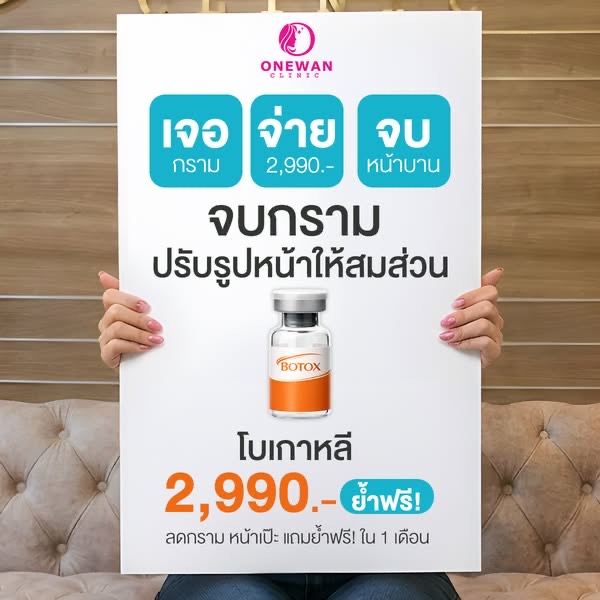 ONEWAN
CLINIC
เจอ จ่าย จบ
กราม 2,990.- หน้าบาน
จบกราม
ปรับรูปหน้าให้สมส่วน
BOTOX
โบเกาหลี
2,990.- ย้ำฟรี!
ลดกราม หน้าเป๊ะ แถมย้ำฟรี! ใน 1 เดือน